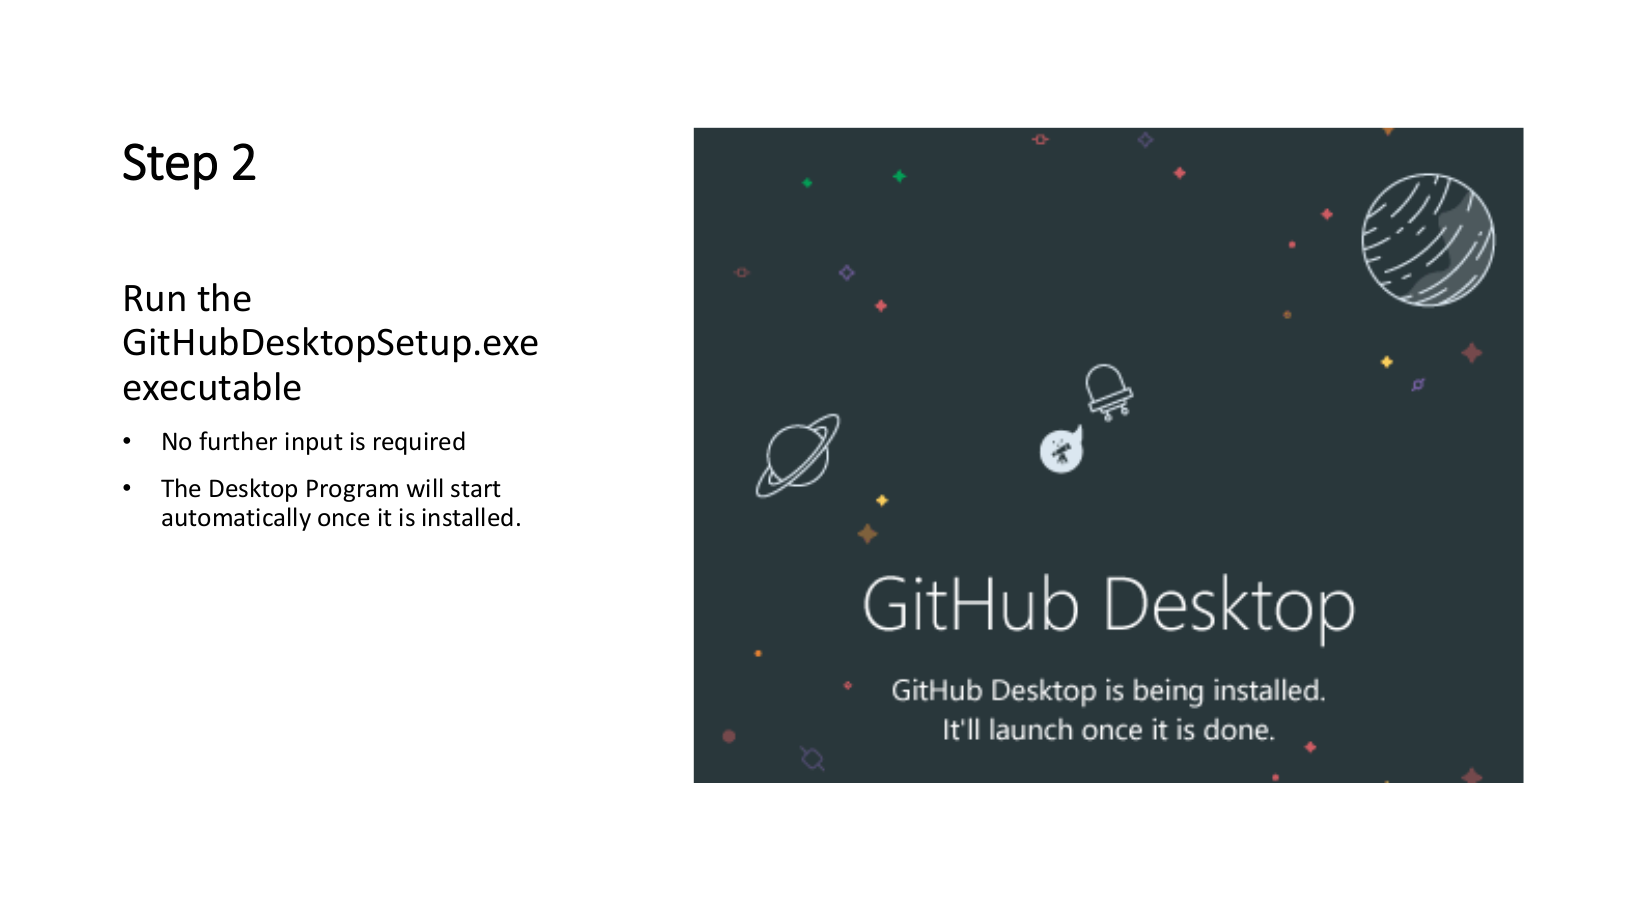 Step 2
Run the
GitHubDesktopSetup.exe
executable
• No further input is required
• The Desktop Program will start
automatically once it is installed.
GitHub Desktop
GitHub Desktop is being installed.
It'll launch once it is done.